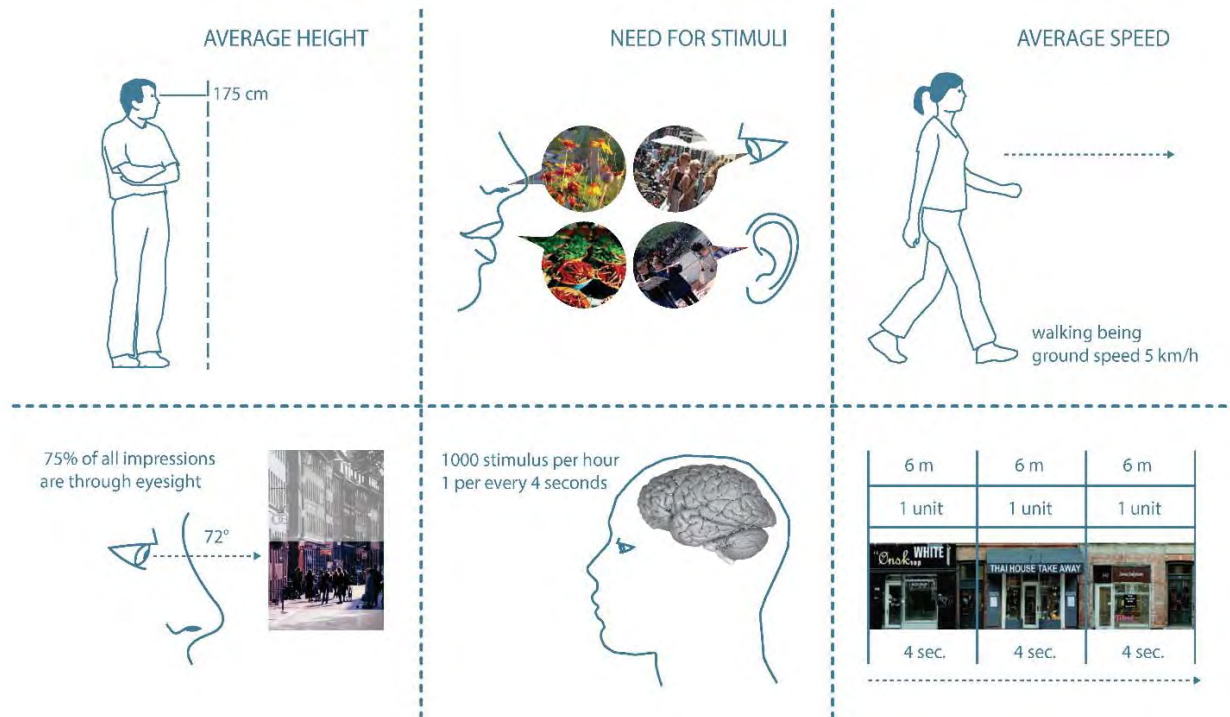 AVERAGE HEIGHT
175 cm
NEED FOR STIMULI
AVERAGE SPEED
walking being
ground speed 5 km/h
75% of all impressions
are through eyesight
72°
1000 stimulus per hour
1 per every 4 seconds
6 m
6 m
6 m
1 unit
1 unit
1 unit
"Onsk
WHITE
THAI HOUSE TAKE AWAY
4 sec.
4 sec.
4 sec.